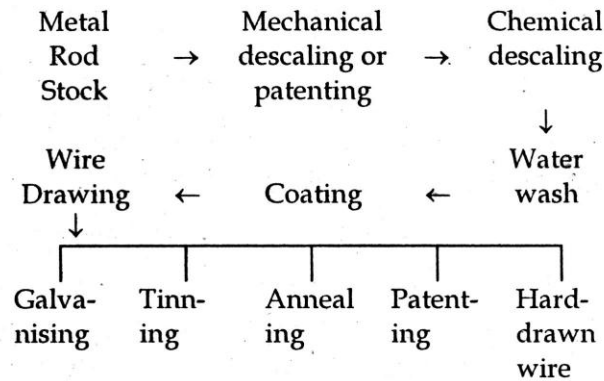 Metal Mechanical Chemical
Rod → descaling or → descaling
Stock patenting
↓
Wire Water
Drawing ← Coating ← wash
↓
Galva- Tinn- Anneal Patent- Hard-
nising ing ing ing drawn
wire